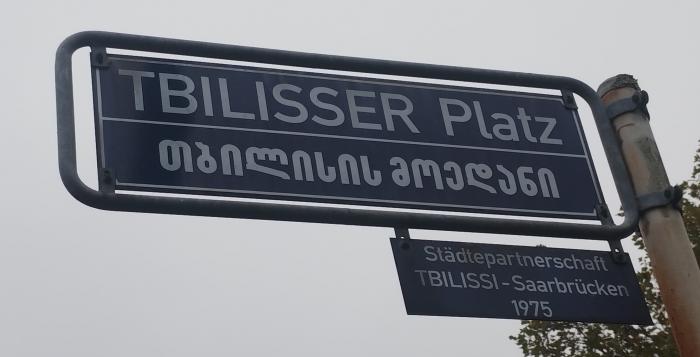 TBILISSER Platz
თბილისის მოედანი
Städtepartnerschaft
TBILISSI-Saarbrücken
1975